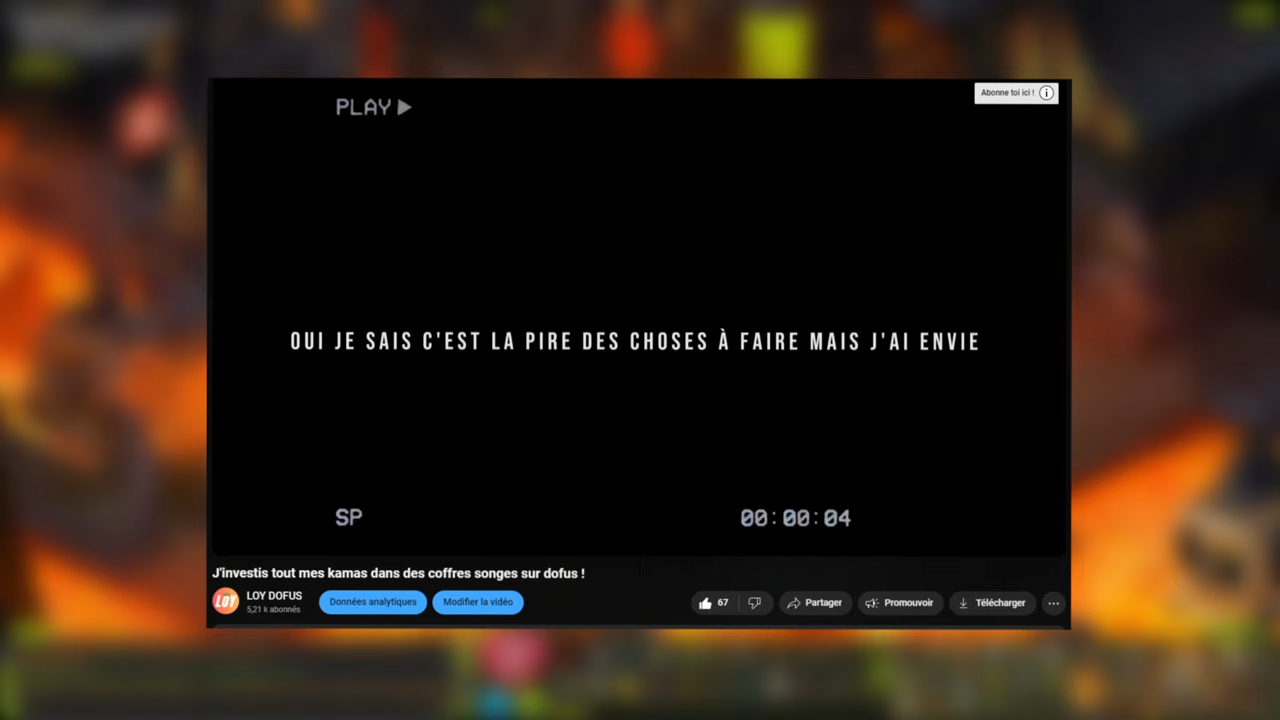 PLAY
Abonne toi ici !
OUI JE SAIS C'EST LA PIRE DES CHOSES À FAIRE MAIS J'AI ENVIE
SP
00:00:04
J'investis tout mes kamas dans des coffres songes sur dofus !
LOY
LOY DOFUS
5,21 k abonnés
Données analytiques
Modifier la vidéo
67
Partager
Promouvoir
Télécharger